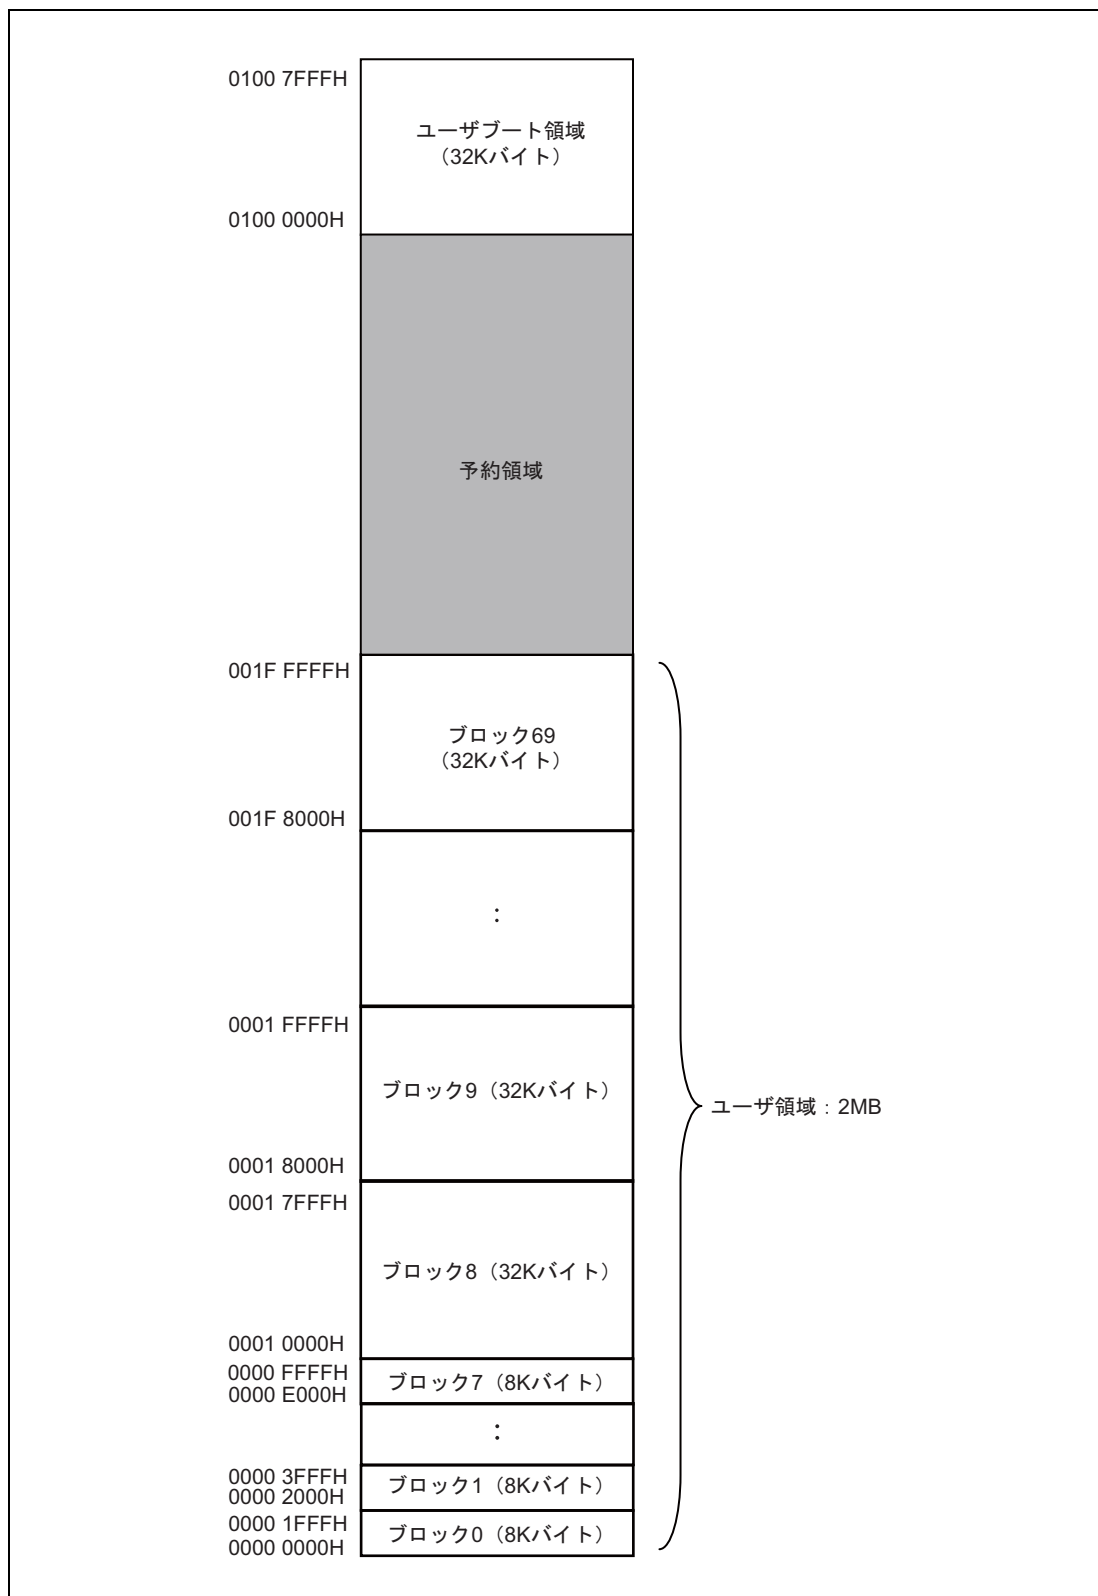 0100 7FFFH
ユーザブート領域
（32Kバイト）
0100 0000H
予約領域
001F FFFFH
ブロック69
（32Kバイト）
001F 8000H
：
0001 FFFFH
ブロック9（32Kバイト）
ユーザ領域：2MB
0001 8000H
0001 7FFFH
ブロック8（32Kバイト）
0001 0000H
0000 FFFFH
ブロック7（8Kバイト）
0000 E000H
：
0000 3FFFH
ブロック1（8Kバイト）
0000 2000H
0000 1FFFH
ブロック0（8Kバイト）
0000 0000H